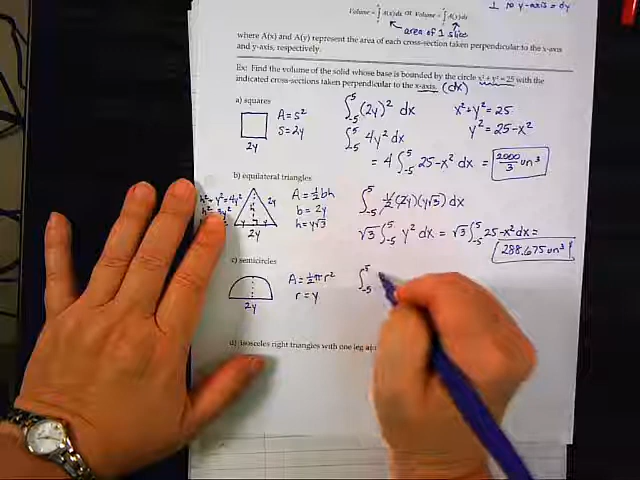 Volume = ∫ A(x)dx or Volume = ∫ A(y)dy
⊥ to y-axis = dy
area of 1 slice
where A(x) and A(y) represent the area of each cross-section taken perpendicular to the x-axis
and y-axis, respectively.
Ex: Find the volume of the solid whose base is bounded by the circle x² + y² = 25 with the
indicated cross-sections taken perpendicular to the x-axis. (dx)
a) squares
A = s²
s = 2y
2y
∫₋₅⁵ (2y)² dx
∫₋₅⁵ 4y² dx
= 4 ∫₋₅⁵ 25 - x² dx = 2000/3 un³
x² + y² = 25
y² = 25 - x²
b) equilateral triangles
h² + y² = 4y²
2y
2y
A = ½bh
b = 2y
h = y√3
∫₋₅⁵ ½(2y)(y√3) dx
√3 ∫₋₅⁵ y² dx = √3 ∫₋₅⁵ 25 - x² dx =
288.675 un³
c) semicircles
2y
A = ½πr²
r = y
∫₋₅⁵
d) isosceles right triangles with one leg